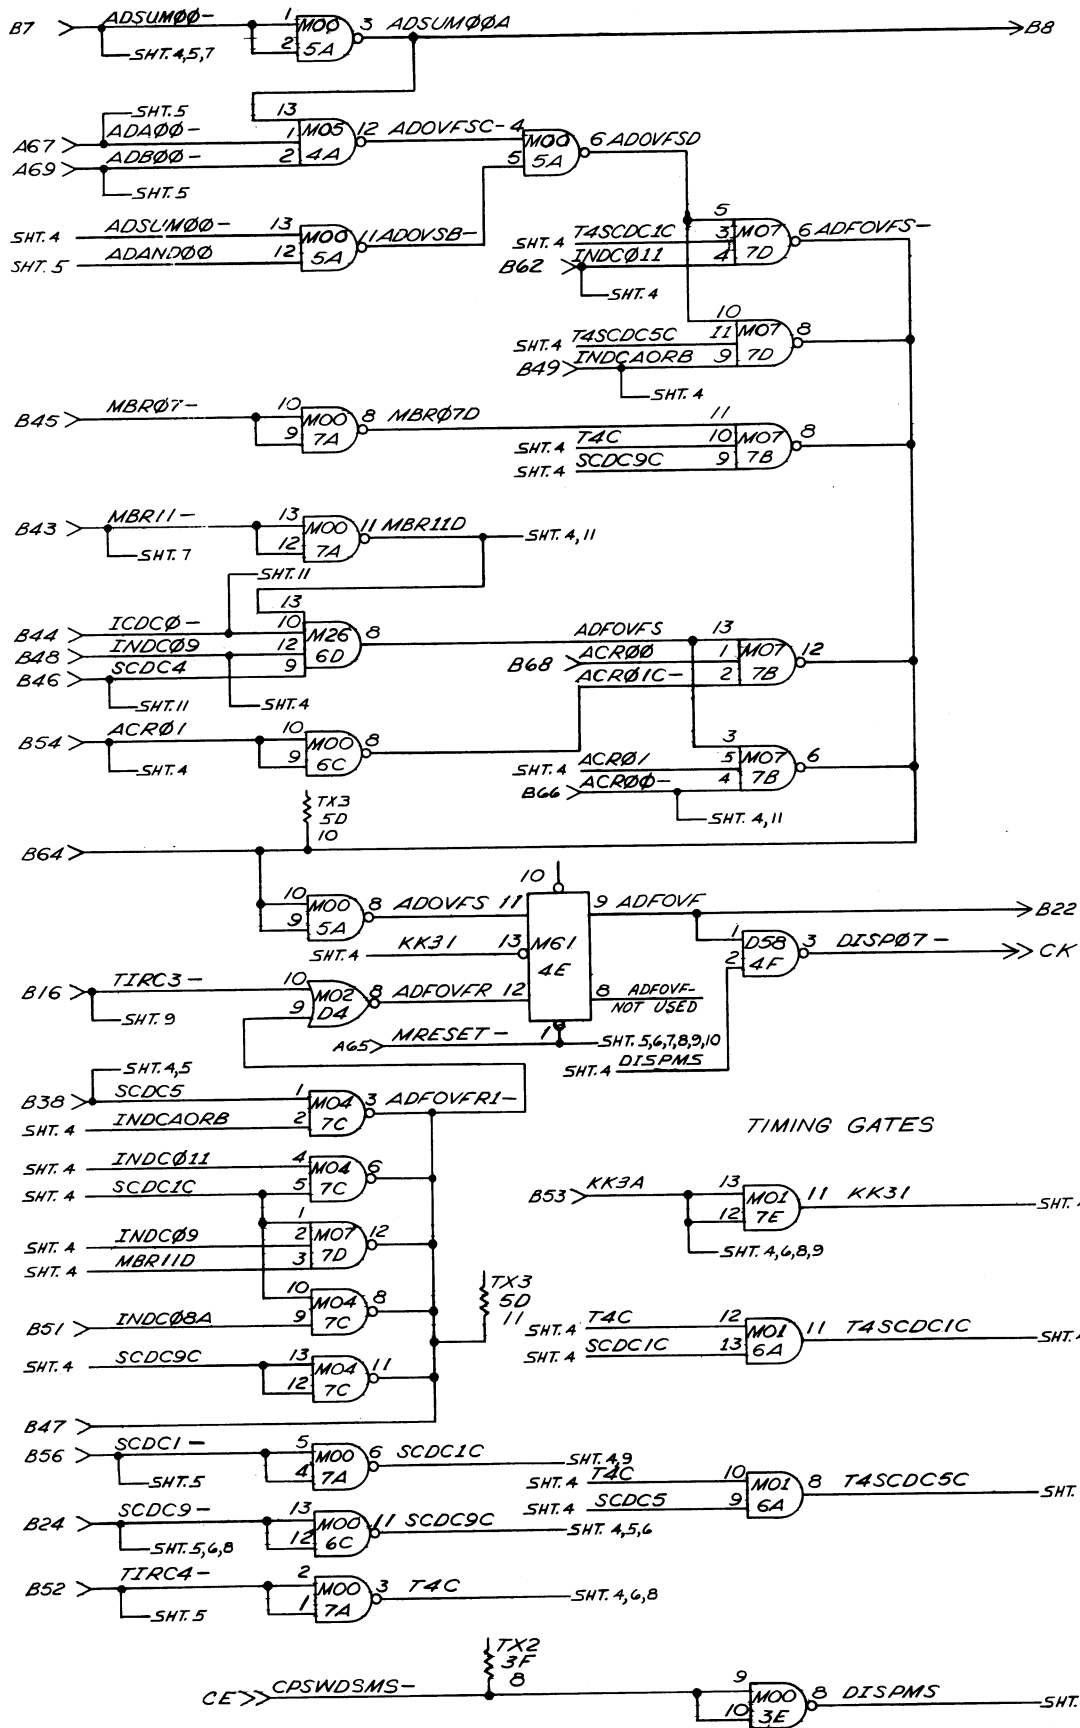 B7 ADSUMØØ- 1 2 MOO 5A 3 ADSUMØØA B8
SHT.4,5,7
SHT.5
A67 ADAØØ- 13 1 MO5 4A 12 ADOVFSC- 4 MOO 5A 6 ADOVFSD
A69 ADBØØ- 2 5
SHT.5
SHT.4 ADSUMØØ- 13 MOO 5A 11 ADOVSB-
SHT.5 ADANDØØ 12
5 MO7 7D 6 ADFOVFS-
SHT.4 T4SCDC1C 3
B62 INDCØ11 4
SHT.4
10 MO7 7D 8
SHT.4 T4SCDC5C 11
B49 INDCAORB 9
SHT.4
B45 MBRØ7- 10 9 MOO 7A 8 MBRØ7D 11 MO7 7B 8
SHT.4 T4C 10
SHT.4 SCDC9C 9
B43 MBR11- 13 12 MOO 7A 11 MBR11D SHT.4,11
SHT.7
SHT.11
13
B44 ICDCØ- 10 M26 6D 8 ADFOVFS 13 MO7 7B 12
B48 INDCØ9 12 B68 ACRØØ 1
B46 SCDC4 9 ACRØ1C- 2
SHT.11 SHT.4
B54 ACRØ1 10 9 MOO 6C 8
SHT.4
3 MO7 7B 6
SHT.4 ACRØ1 5
B66 ACRØØ- 4
SHT.4,11
TX3
5D
10
B64
10 9 MOO 5A 8 ADOVFS 11 10 M61 4E 9 ADFOVF B22
SHT.4 KK31 13
1 2 D58 4F 3 DISPØ7- CK
B16 TIRC3- 10 9 MO2 D4 8 ADFOVFR 12 8 ADFOVF-
NOT USED
SHT.9
A65 MRESET- 1 SHT.5,6,7,8,9,10
SHT.4 DISPMS
SHT.4,5
B38 SCDC5 1 MO4 7C 3 ADFOVFR1-
SHT.4 INDCAORB 2
TIMING GATES
SHT.4 INDCØ11 4 MO4 7C 6
SHT.4 SCDC1C 5
B53 KK3A 13 12 MO1 7E 11 KK31 SHT.4
SHT.4,6,8,9
1
SHT.4 INDCØ9 2 MO7 7D 12
SHT.4 MBR11D 3
10 MO4 7C 8
B51 INDCØ8A 9
TX3
5D
11
SHT.4 T4C 12 MO1 6A 11 T4SCDC1C SHT.4
SHT.4 SCDC1C 13
SHT.4 SCDC9C 13 12 MO4 7C 11
B47
B56 SCDC1- 5 4 MOO 7A 6 SCDC1C SHT.4,9
SHT.5
SHT.4 T4C 10 MO1 6A 8 T4SCDC5C SHT.
SHT.4 SCDC5 9
B24 SCDC9- 13 12 MOO 6C 11 SCDC9C SHT.4,5,6
SHT.5,6,8
B52 TIRC4- 2 1 MOO 7A 3 T4C SHT.4,6,8
SHT.5
TX2
3F
8
CE CPSWDSMS- 9 10 MOO 3E 8 DISPMS SHT.